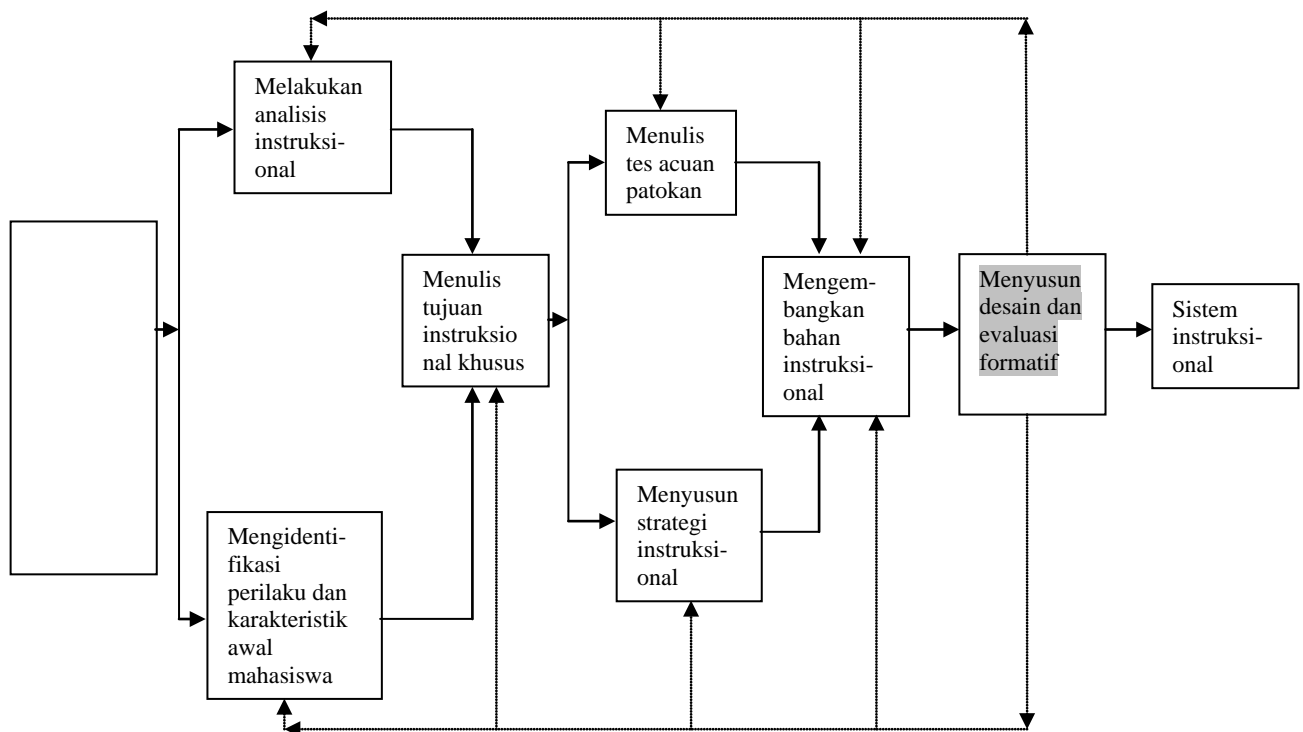 Melakukan
analisis
instruksi-
onal
Menulis
tes acuan
patokan
Menulis
tujuan
instruksio
nal khusus
Mengem-
bangkan
bahan
instruksi-
onal
Menyusun
desain dan
evaluasi
formatif
Sistem
instruksi-
onal
Menyusun
strategi
instruksi-
onal
Mengidenti-
fikasi
perilaku dan
karakteristik
awal
mahasiswa